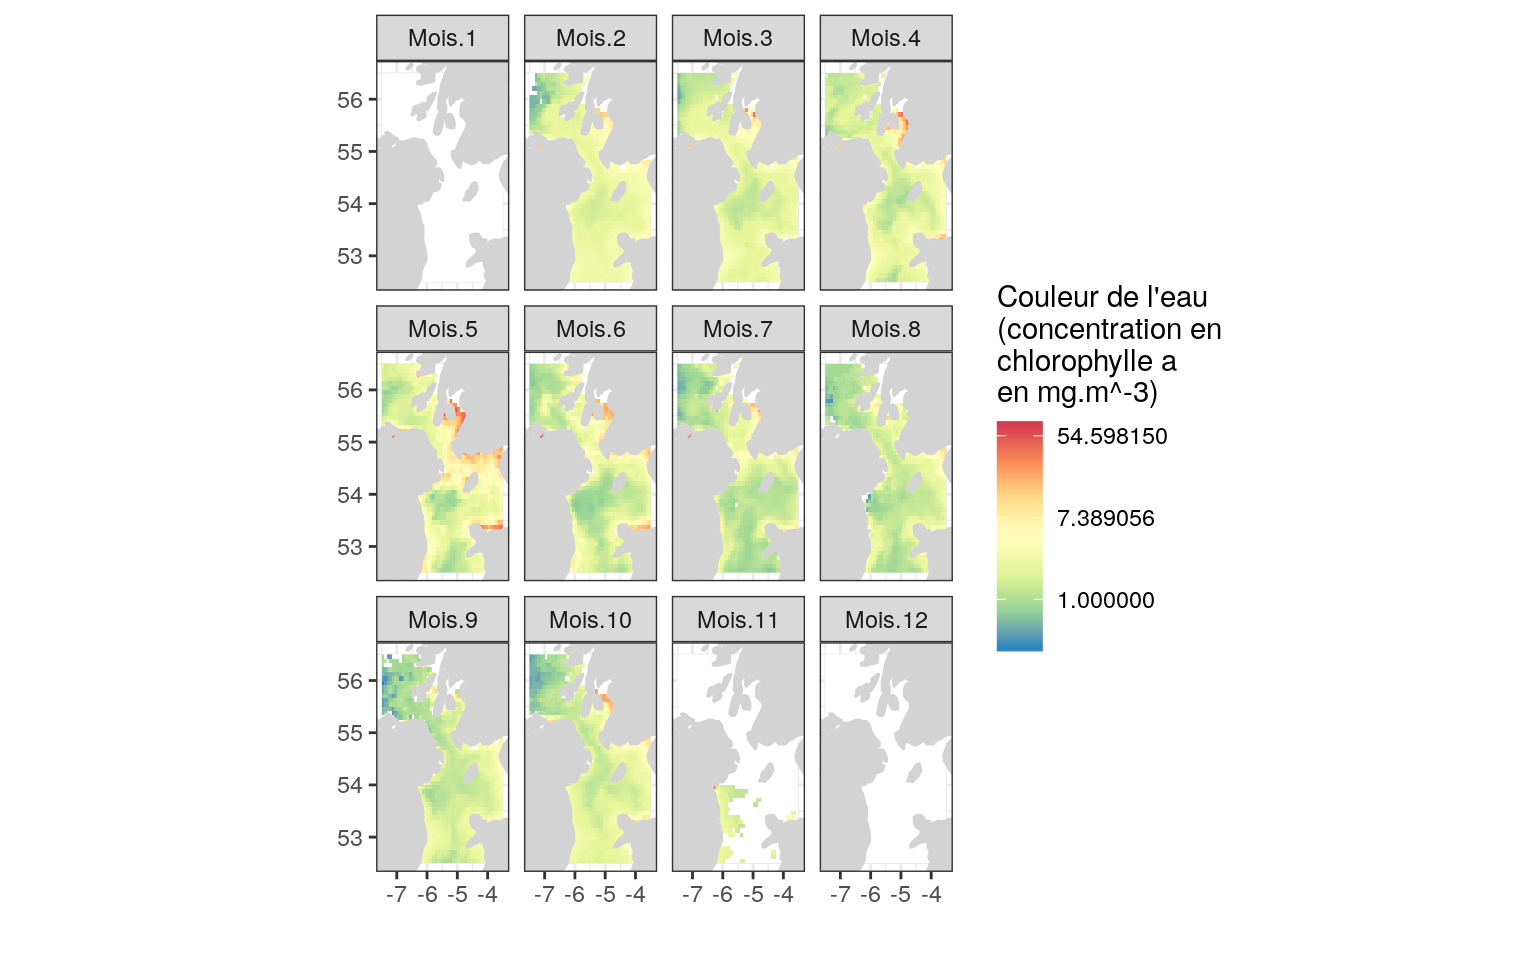 Mois.1 Mois.2 Mois.3 Mois.4
56
55
54
53
Mois.5 Mois.6 Mois.7 Mois.8
56
55
54
53
Mois.9 Mois.10 Mois.11 Mois.12
56
55
54
53
-7 -6 -5 -4 -7 -6 -5 -4 -7 -6 -5 -4 -7 -6 -5 -4
Couleur de l'eau
(concentration en
chlorophylle a
en mg.m^-3)
54.598150
7.389056
1.000000